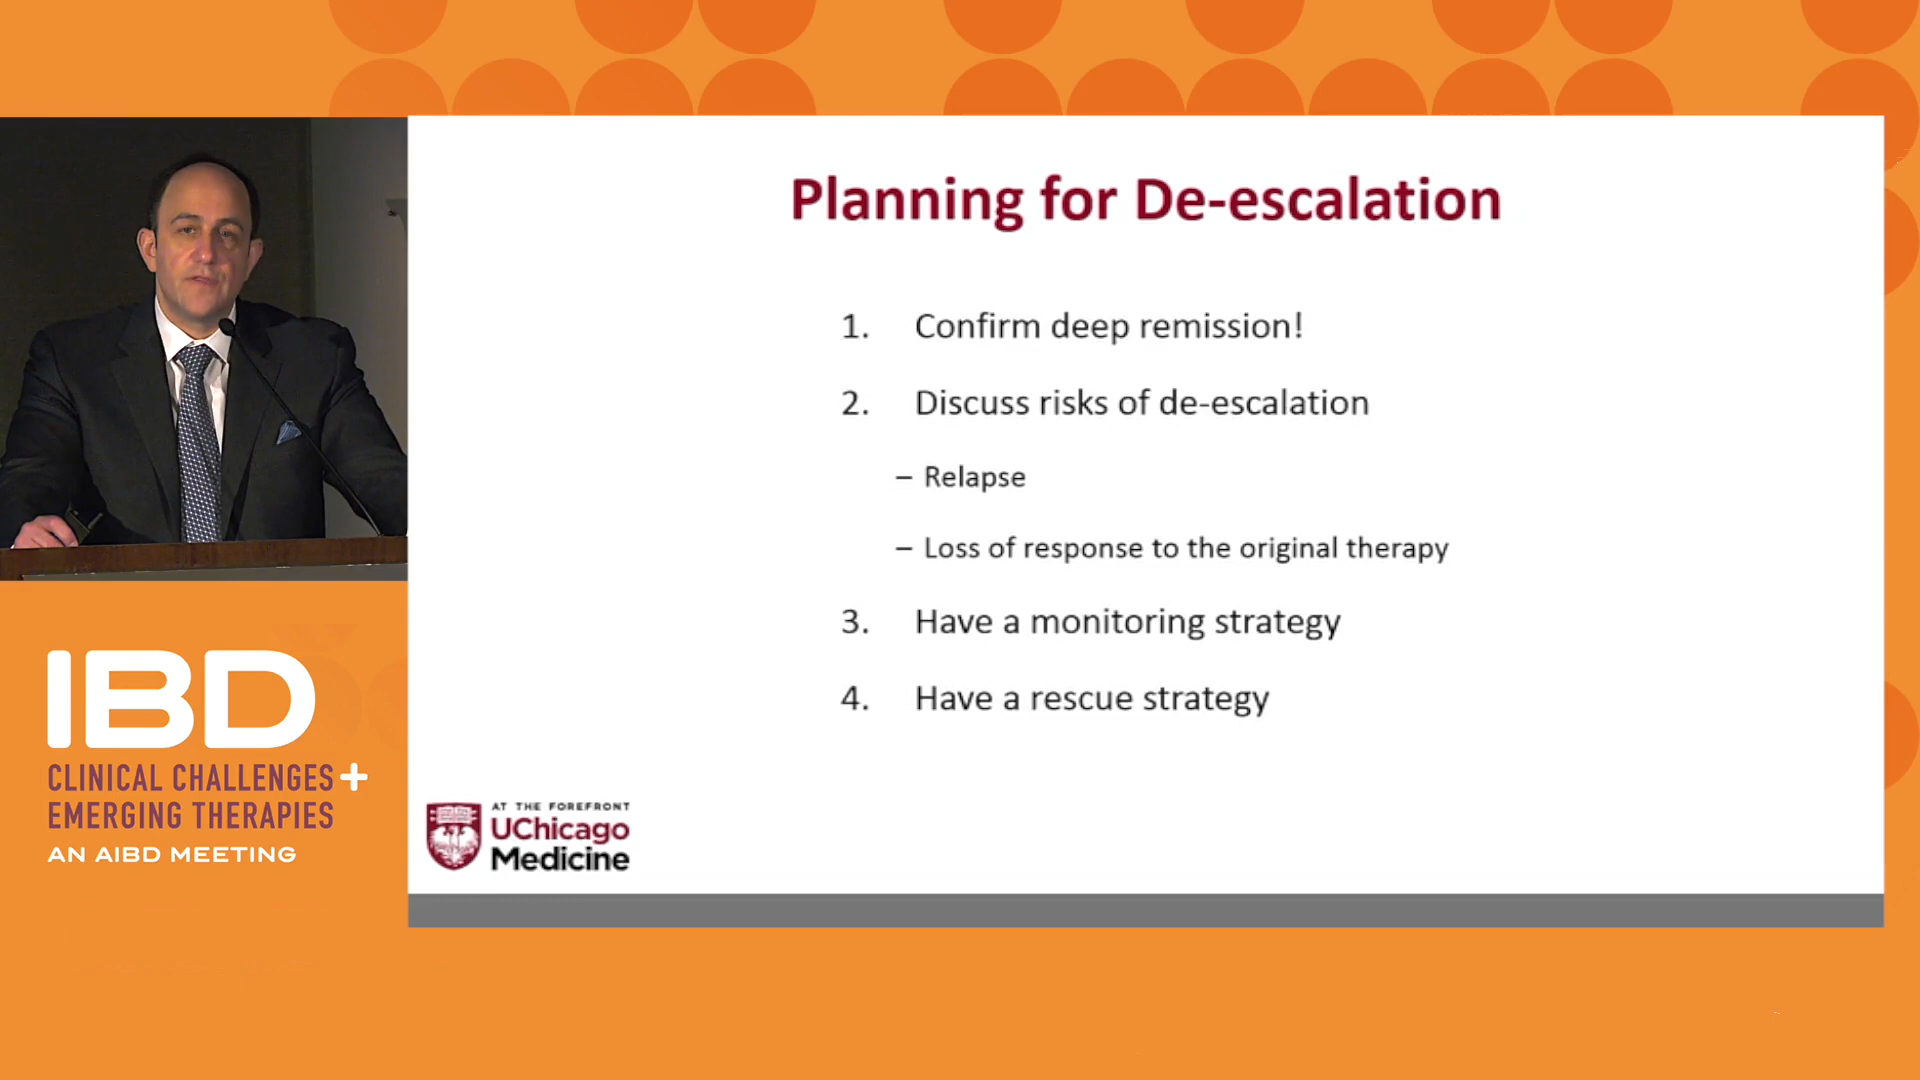 Planning for De-escalation
1. Confirm deep remission!
2. Discuss risks of de-escalation
– Relapse
– Loss of response to the original therapy
3. Have a monitoring strategy
4. Have a rescue strategy
IBD
CLINICAL CHALLENGES+
EMERGING THERAPIES
AN AIBD MEETING
AT THE FOREFRONT
UChicago
Medicine